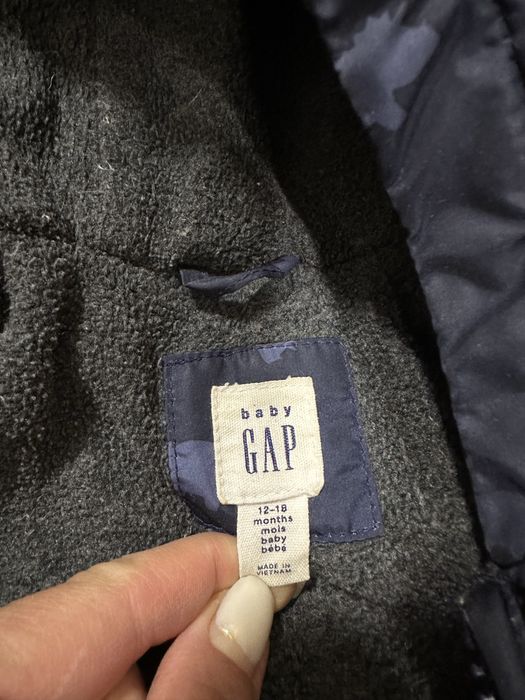 baby
GAP
12-18
months
mois
baby
bébé
MADE IN
VIETNAM